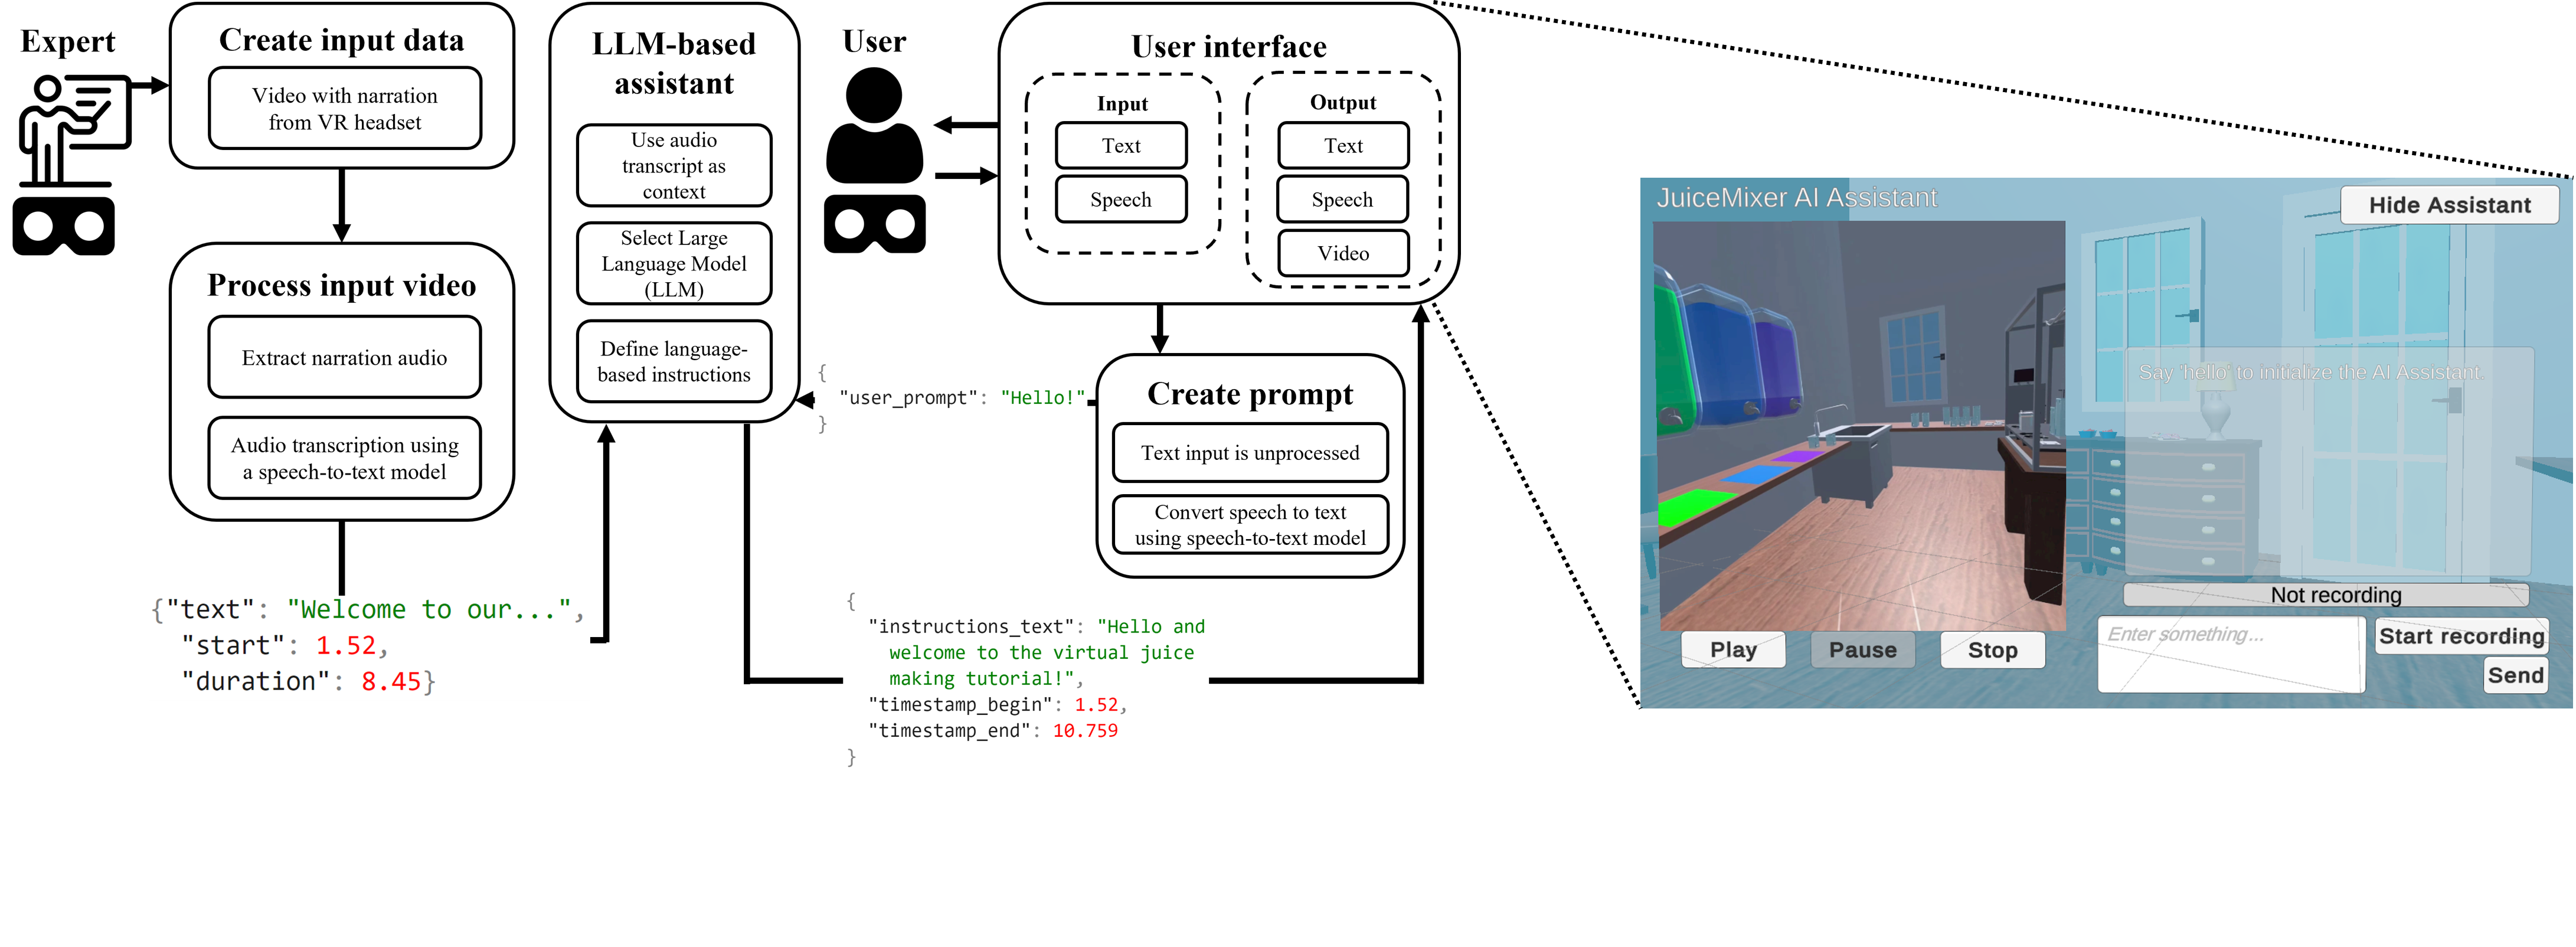 Expert
Create input data
Video with narration
from VR headset
Process input video
Extract narration audio
Audio transcription using
a speech-to-text model
{"text": "Welcome to our...",
"start": 1.52,
"duration": 8.45}
LLM-based
assistant
Use audio
transcript as
context
Select Large
Language Model
(LLM)
Define language-
based instructions
User
User interface
Input
Text
Speech
Output
Text
Speech
Video
{
"user_prompt": "Hello!"
}
Create prompt
Text input is unprocessed
Convert speech to text
using speech-to-text model
{
"instructions_text": "Hello and
welcome to the virtual juice
making tutorial!",
"timestamp_begin": 1.52,
"timestamp_end": 10.759
}
JuiceMixer AI Assistant
Hide Assistant
Say 'hello' to initialize the AI Assistant.
Not recording
Play
Pause
Stop
Enter something...
Start recording
Send